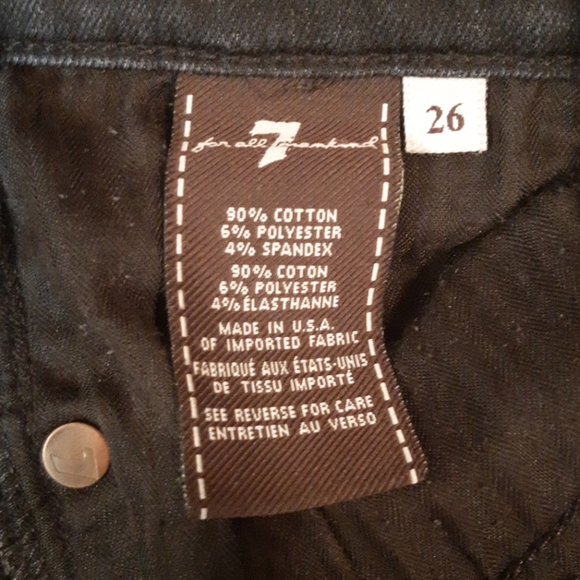 7
for all mankind
26
90% COTTON
6% POLYESTER
4% SPANDEX
90% COTON
6% POLYESTER
4% ÉLASTHANNE
MADE IN U.S.A.
OF IMPORTED FABRIC
FABRIQUÉ AUX ÉTATS-UNIS
DE TISSU IMPORTÉ
SEE REVERSE FOR CARE
ENTRETIEN AU VERSO